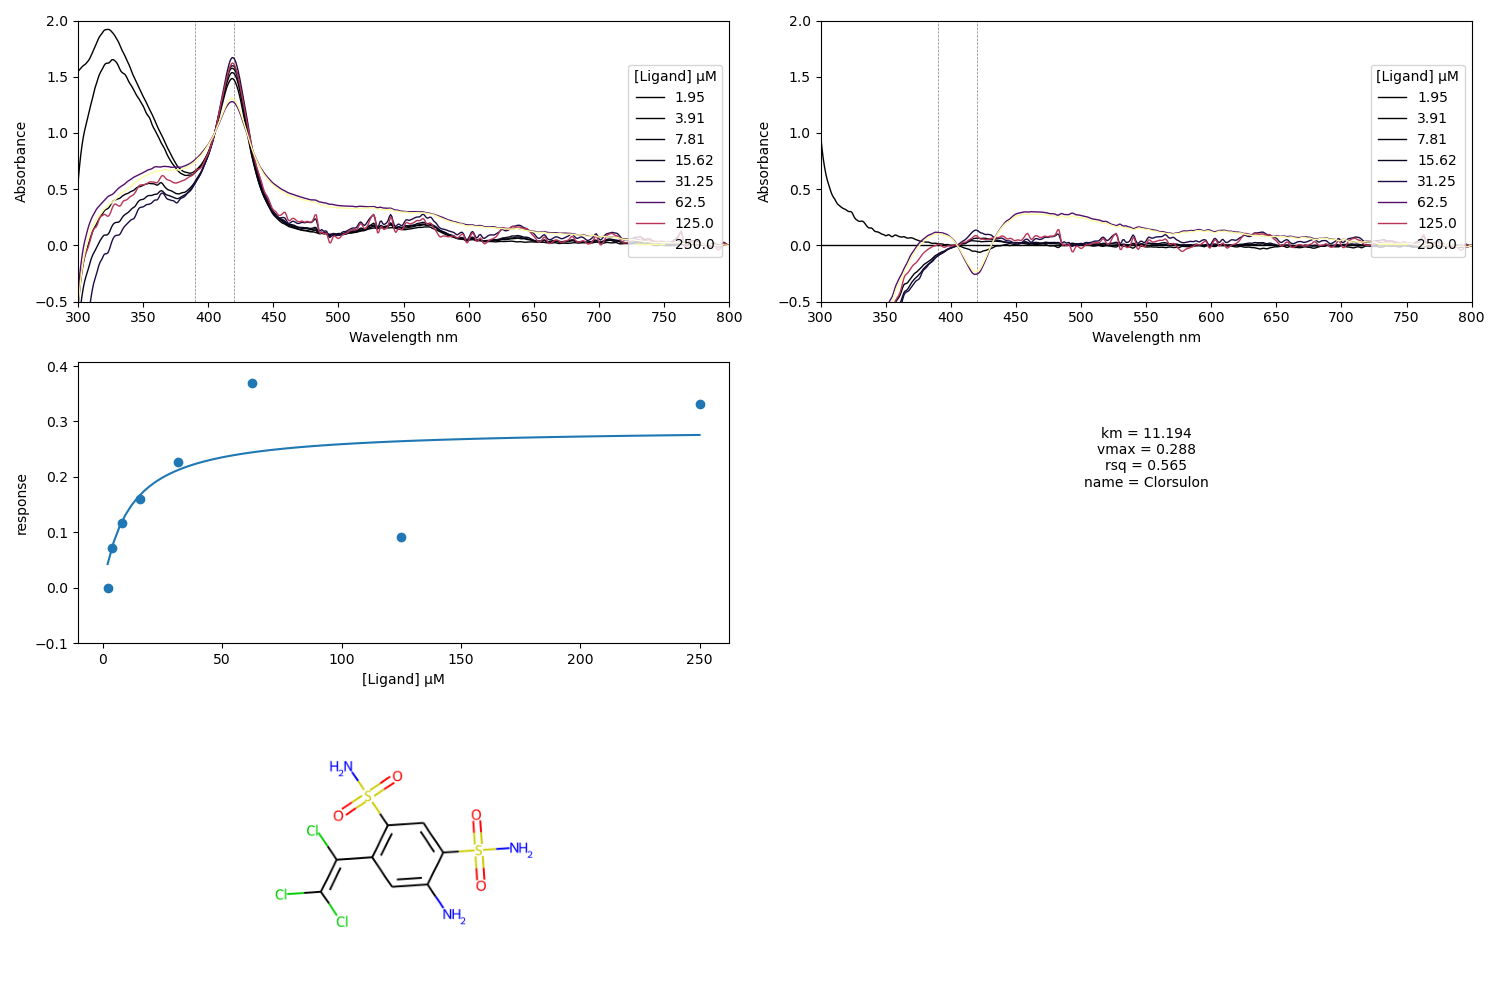 2.0
1.5
1.0
0.5
0.0
−0.5
Absorbance
300 350 400 450 500 550 600 650 700 750 800
Wavelength nm
[Ligand] μM
1.95
3.91
7.81
15.62
31.25
62.5
125.0
250.0
2.0
1.5
1.0
0.5
0.0
−0.5
Absorbance
300 350 400 450 500 550 600 650 700 750 800
Wavelength nm
[Ligand] μM
1.95
3.91
7.81
15.62
31.25
62.5
125.0
250.0
0.4
0.3
0.2
0.1
0.0
−0.1
response
0 50 100 150 200 250
[Ligand] μM
km = 11.194
vmax = 0.288
rsq = 0.565
name = Clorsulon
H2N
O
S
O
O
Cl
S
NH2
O
Cl
NH2
Cl